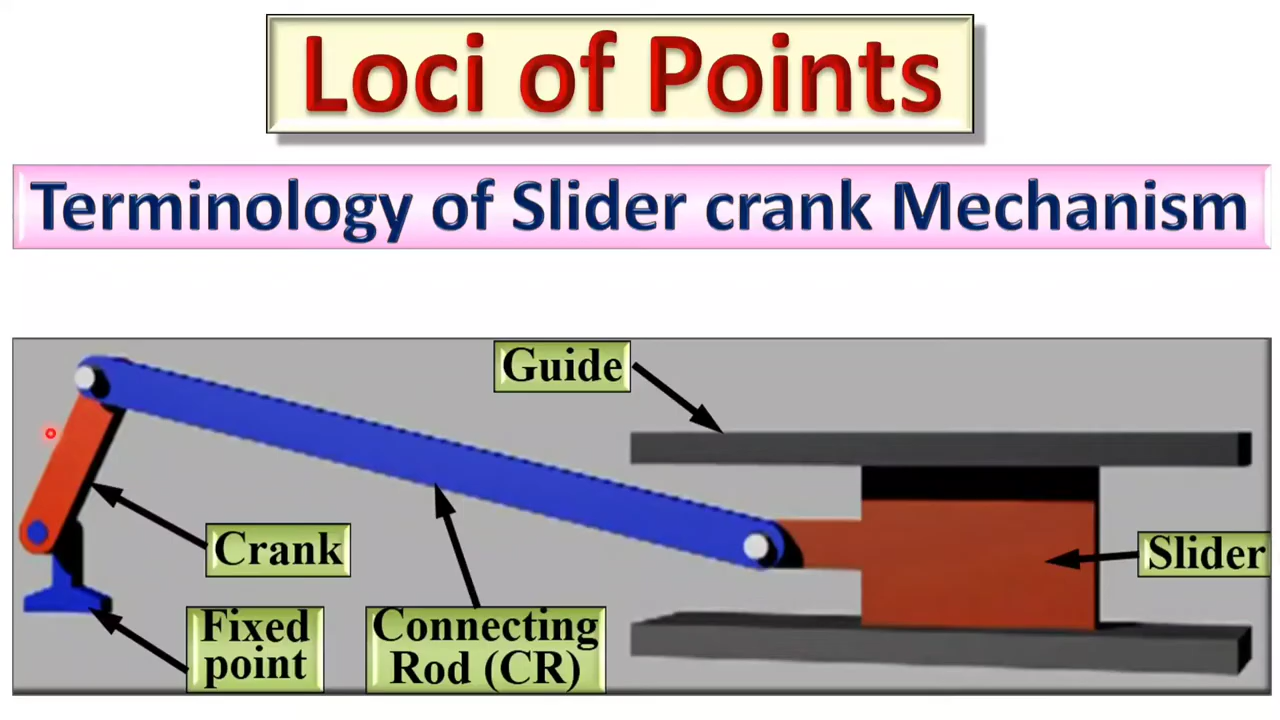 Loci of Points
Terminology of Slider crank Mechanism
Guide
Crank
Slider
Fixed
point
Connecting
Rod (CR)